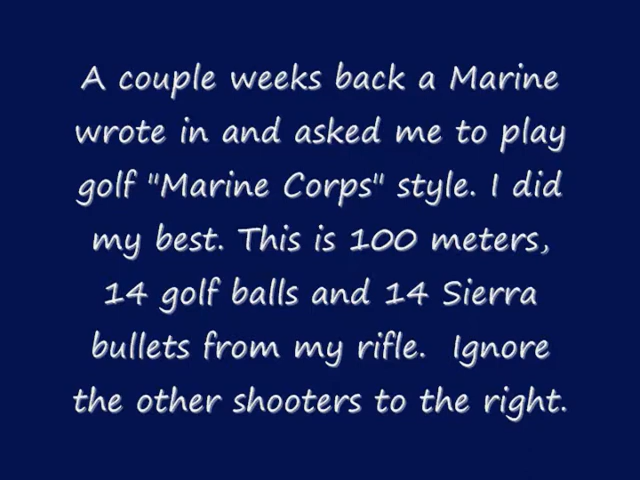 A couple weeks back a Marine
wrote in and asked me to play
golf "Marine Corps" style. I did
my best. This is 100 meters,
14 golf balls and 14 Sierra
bullets from my rifle. Ignore
the other shooters to the right.